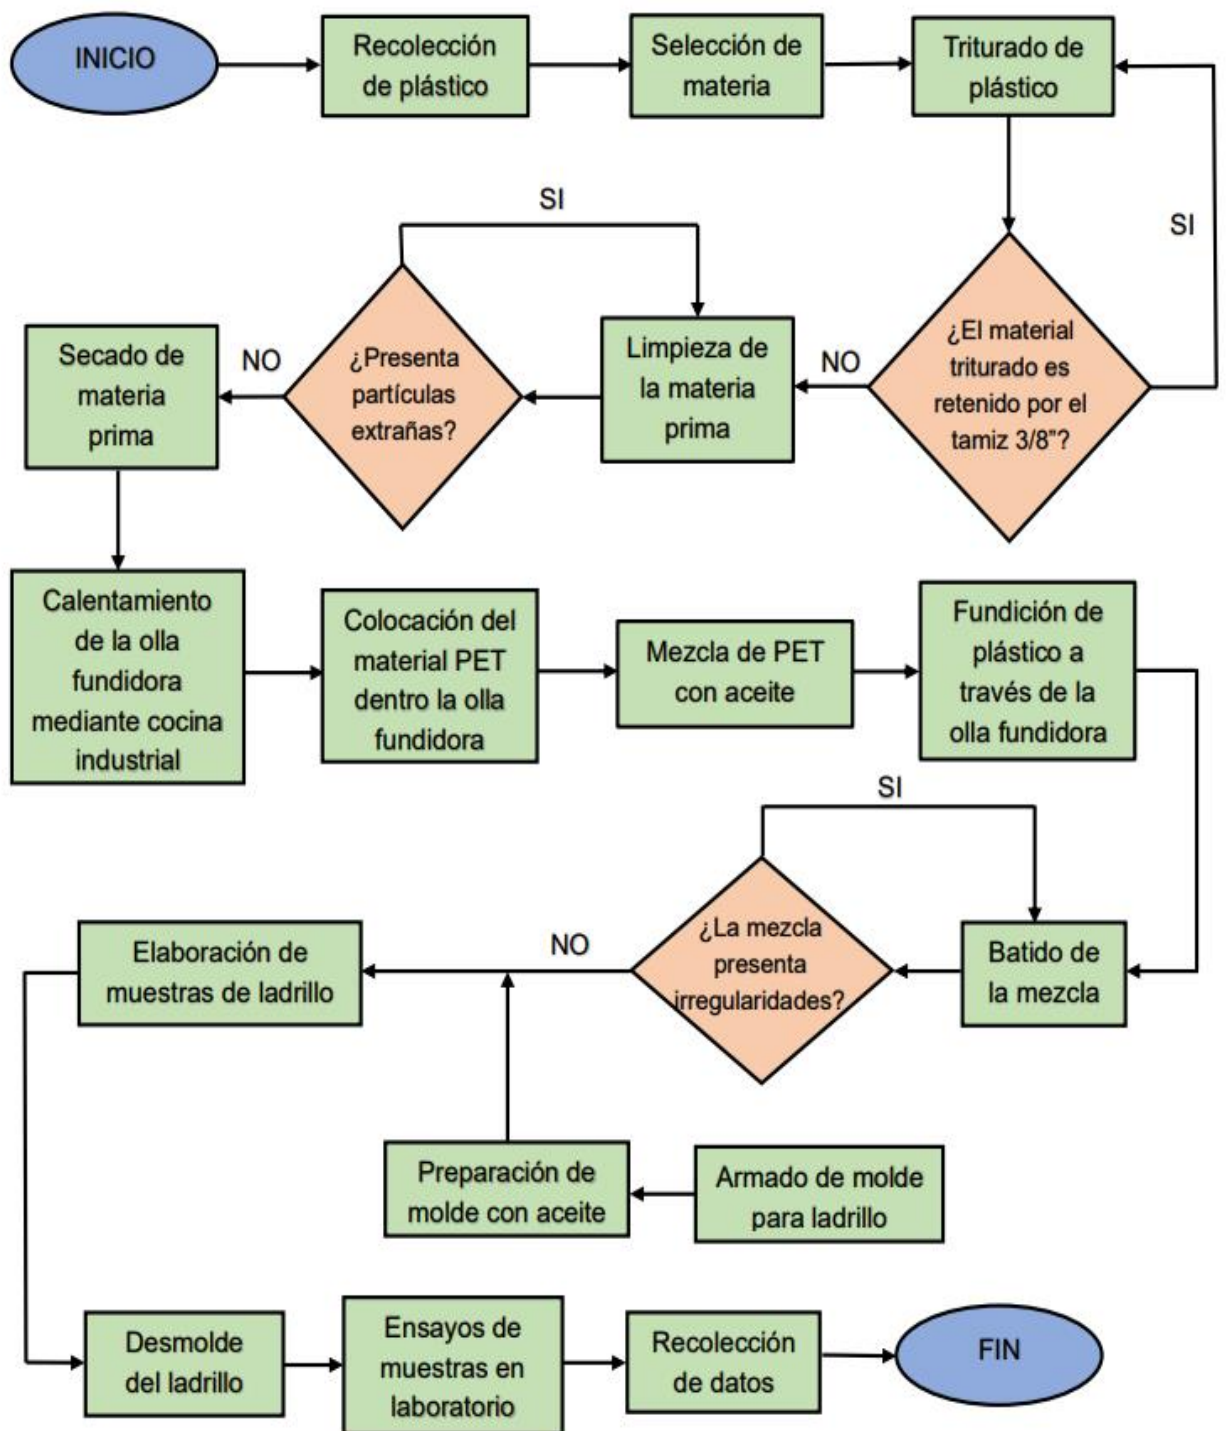 INICIO
Recolección
de plástico
Selección de
materia
Triturado de
plástico
SI
SI
¿El material
triturado es
retenido por el
tamiz 3/8”?
NO
Limpieza de
la materia
prima
¿Presenta
partículas
extrañas?
NO
Secado de
materia
prima
Calentamiento
de la olla
fundidora
mediante cocina
industrial
Colocación del
material PET
dentro la olla
fundidora
Mezcla de PET
con aceite
Fundición de
plástico a
través de la
olla fundidora
SI
Batido de
la mezcla
¿La mezcla
presenta
irregularidades?
NO
Elaboración de
muestras de ladrillo
Preparación de
molde con aceite
Armado de molde
para ladrillo
Desmolde
del ladrillo
Ensayos de
muestras en
laboratorio
Recolección
de datos
FIN